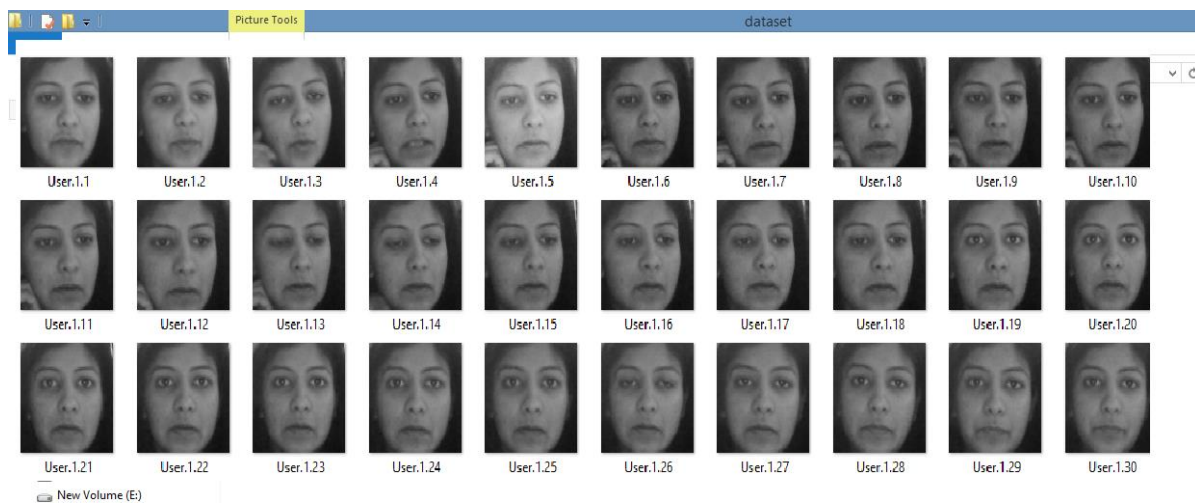 Picture Tools dataset
User.1.1 User.1.2 User.1.3 User.1.4 User.1.5 User.1.6 User.1.7 User.1.8 User.1.9 User.1.10
User.1.11 User.1.12 User.1.13 User.1.14 User.1.15 User.1.16 User.1.17 User.1.18 User.1.19 User.1.20
User.1.21 User.1.22 User.1.23 User.1.24 User.1.25 User.1.26 User.1.27 User.1.28 User.1.29 User.1.30
New Volume (E:)